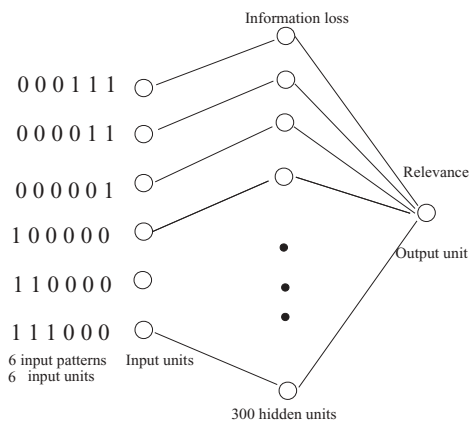 Information loss
0 0 0 1 1 1
0 0 0 0 1 1
0 0 0 0 0 1
Relevance
1 0 0 0 0 0
Output unit
1 1 0 0 0 0
1 1 1 0 0 0
6 input patterns
Input units
6 input units
300 hidden units